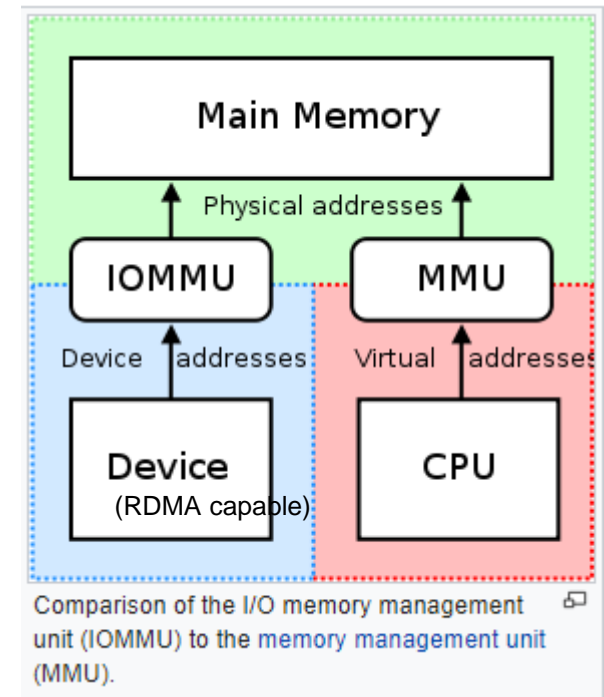 Main Memory
Physical addresses
IOMMU
MMU
Device addresses
Virtual addresses
Device
(RDMA capable)
CPU
Comparison of the I/O memory management
unit (IOMMU) to the memory management unit
(MMU).